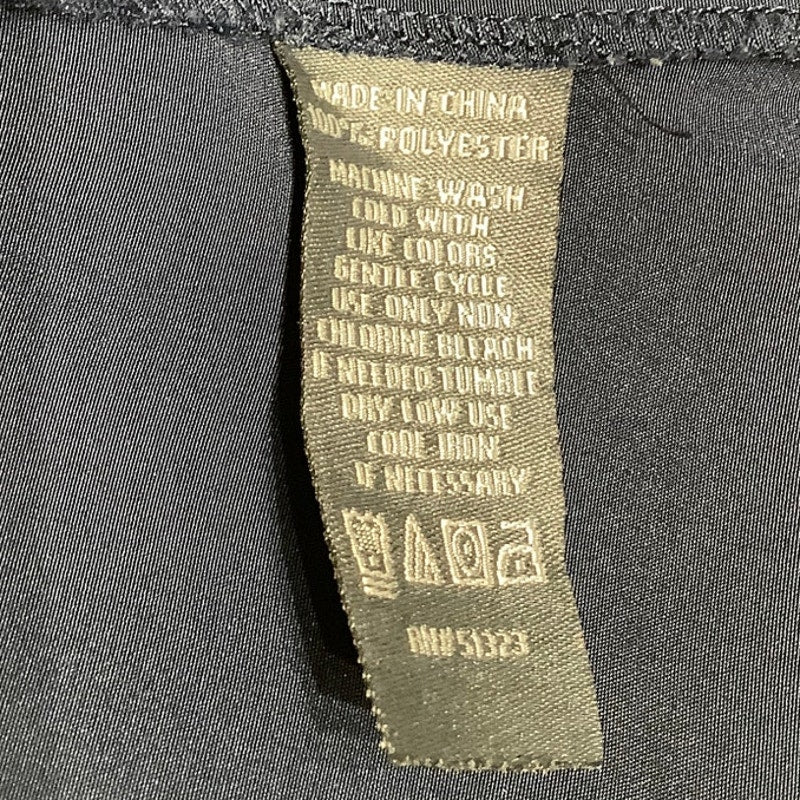 MADE IN CHINA
100% POLYESTER
MACHINE WASH
COLD WITH
LIKE COLORS.
GENTLE CYCLE
USE ONLY NON
CHLORINE BLEACH
IF NEEDED TUMBLE
DRY LOW USE
COOL IRON
IF NECESSARY
RN# 51323